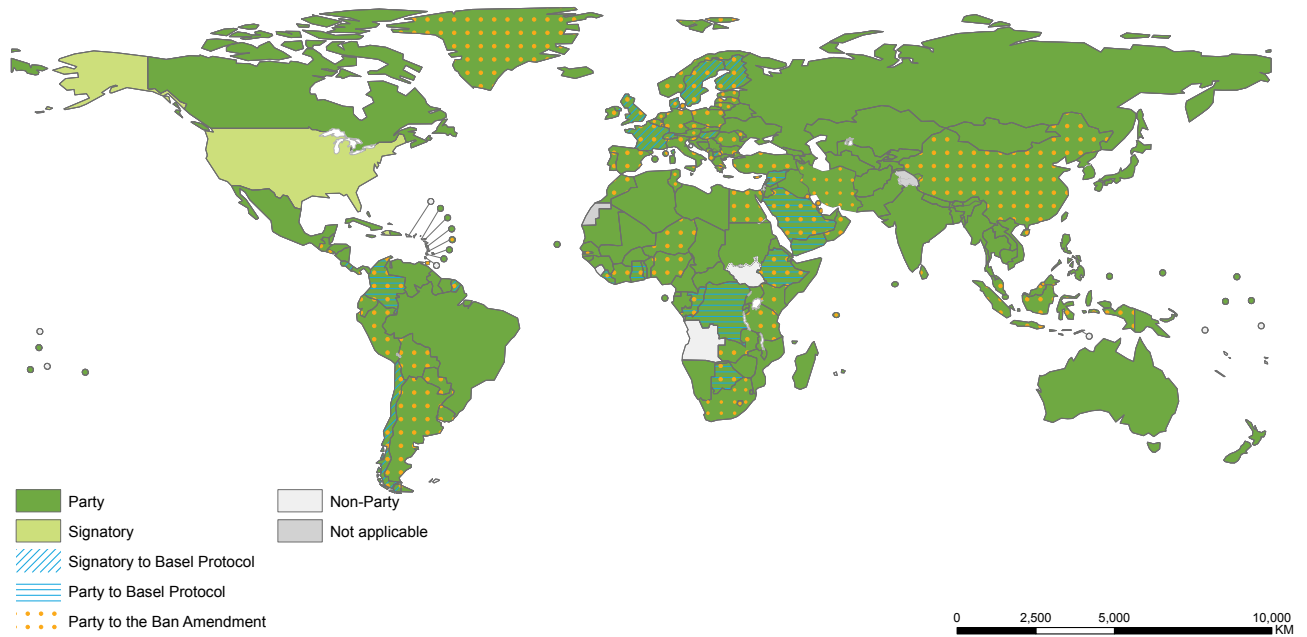 Party
Signatory
Signatory to Basel Protocol
Party to Basel Protocol
Party to the Ban Amendment
Non-Party
Not applicable
0 2,500 5,000 10,000
KM